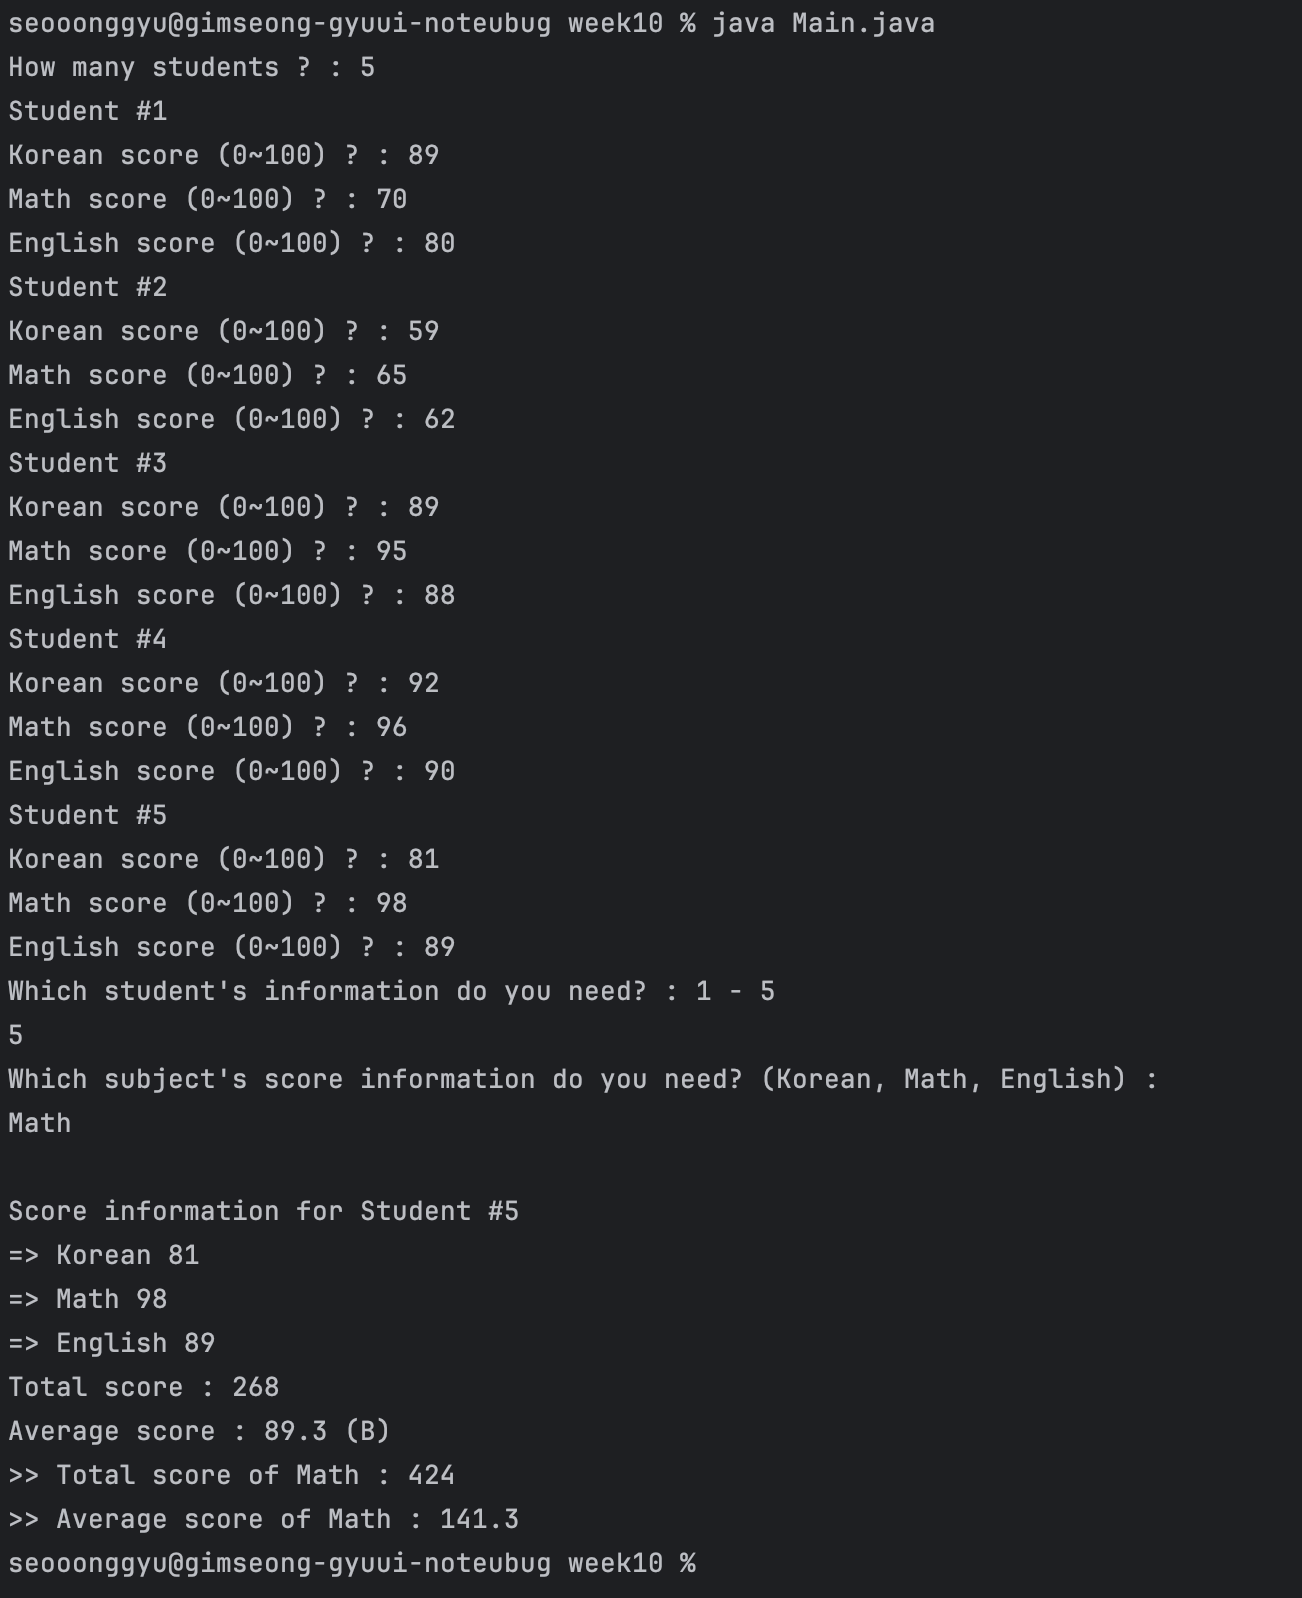 seooonggyu@gimseong-gyuui-noteubug week10 % java Main.java
How many students ? : 5
Student #1
Korean score (0~100) ? : 89
Math score (0~100) ? : 70
English score (0~100) ? : 80
Student #2
Korean score (0~100) ? : 59
Math score (0~100) ? : 65
English score (0~100) ? : 62
Student #3
Korean score (0~100) ? : 89
Math score (0~100) ? : 95
English score (0~100) ? : 88
Student #4
Korean score (0~100) ? : 92
Math score (0~100) ? : 96
English score (0~100) ? : 90
Student #5
Korean score (0~100) ? : 81
Math score (0~100) ? : 98
English score (0~100) ? : 89
Which student's information do you need? : 1 - 5
5
Which subject's score information do you need? (Korean, Math, English) :
Math

Score information for Student #5
=> Korean 81
=> Math 98
=> English 89
Total score : 268
Average score : 89.3 (B)
>> Total score of Math : 424
>> Average score of Math : 141.3
seooonggyu@gimseong-gyuui-noteubug week10 %